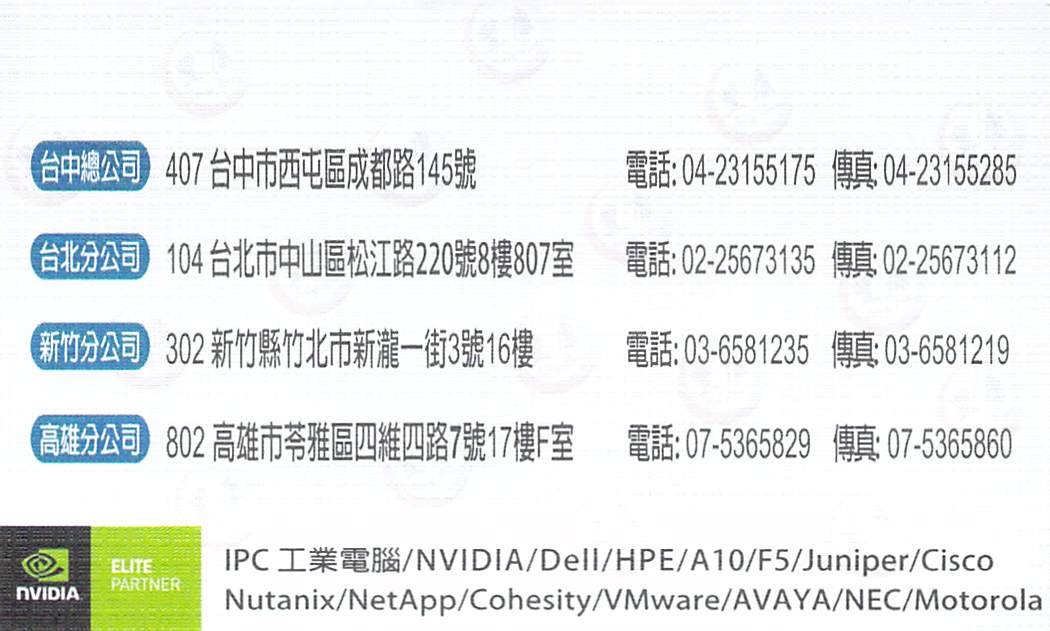 台中總公司 407 台中市西屯區成都路145號 電話: 04-23155175 傳真: 04-23155285
台北分公司 104 台北市中山區松江路220號8樓807室 電話: 02-25673135 傳真: 02-25673112
新竹分公司 302 新竹縣竹北市新瀧一街3號16樓 電話: 03-6581235 傳真: 03-6581219
高雄分公司 802 高雄市苓雅區四維四路7號17樓F室 電話: 07-5365829 傳真: 07-5365860
NVIDIA ELITE PARTNER
IPC 工業電腦/NVIDIA/Dell/HPE/A10/F5/Juniper/Cisco
Nutanix/NetApp/Cohesity/VMware/AVAYA/NEC/Motorola